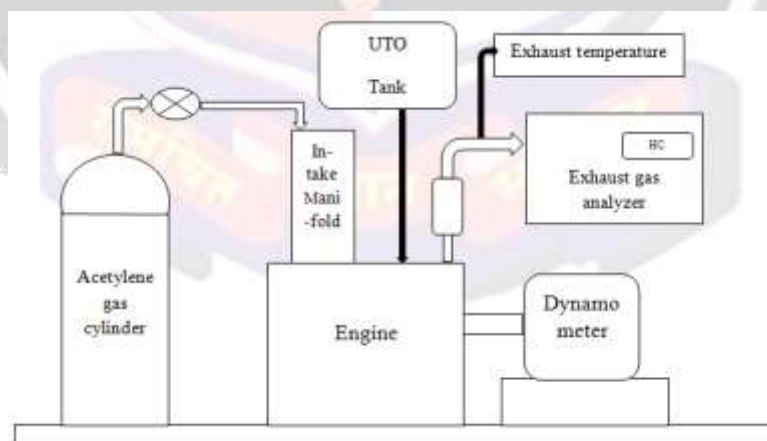 UTO
Tank
Exhaust temperature
HC
Exhaust gas
analyzer
In-
take
Mani
-fold
Acetylene
gas
cylinder
Engine
Dynamo
meter